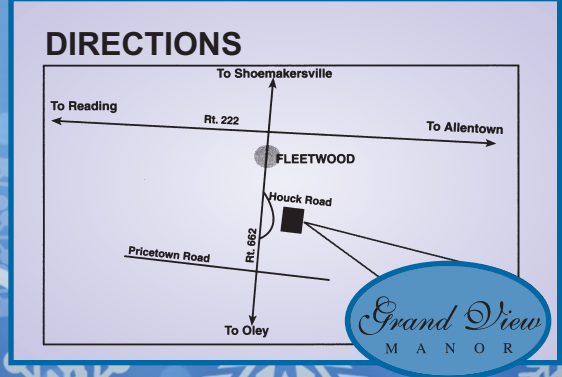 DIRECTIONS
To Shoemakersville
To Reading
Rt. 222
To Allentown
FLEETWOOD
Houck Road
Rt. 662
Pricetown Road
To Oley
Grand View
MANOR